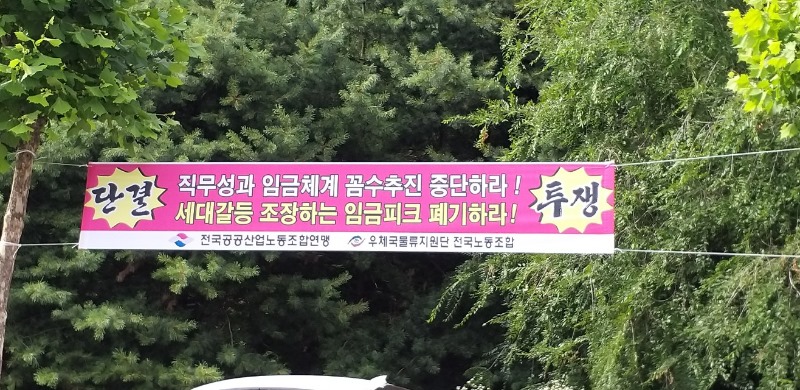 단결
직무성과 임금체계 꼼수추진 중단하라!
세대갈등 조장하는 임금피크 폐기하라!
투쟁
전국공공산업노동조합연맹 우체국물류지원단 전국노동조합